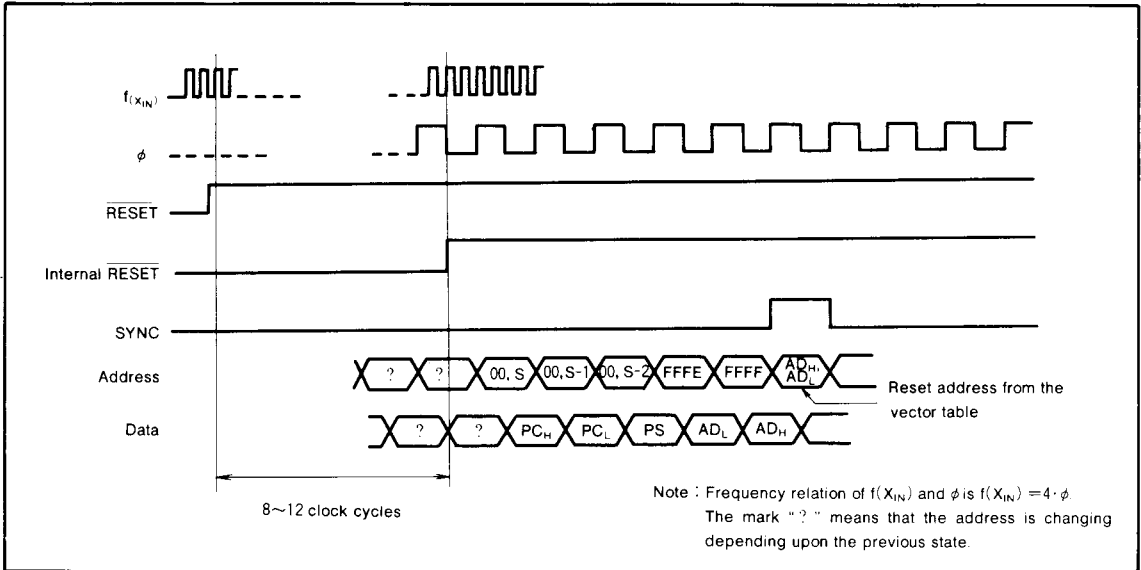 f(XIN)
φ
RESET
Internal RESET
SYNC
Address ? ? 00, S 00, S-1 00, S-2 FFFE FFFF ADH, ADL
Reset address from the
vector table
Data ? ? PCH PCL PS ADL ADH
8~12 clock cycles
Note : Frequency relation of f(XIN) and φ is f(XIN) =4·φ.
The mark "?" means that the address is changing
depending upon the previous state.